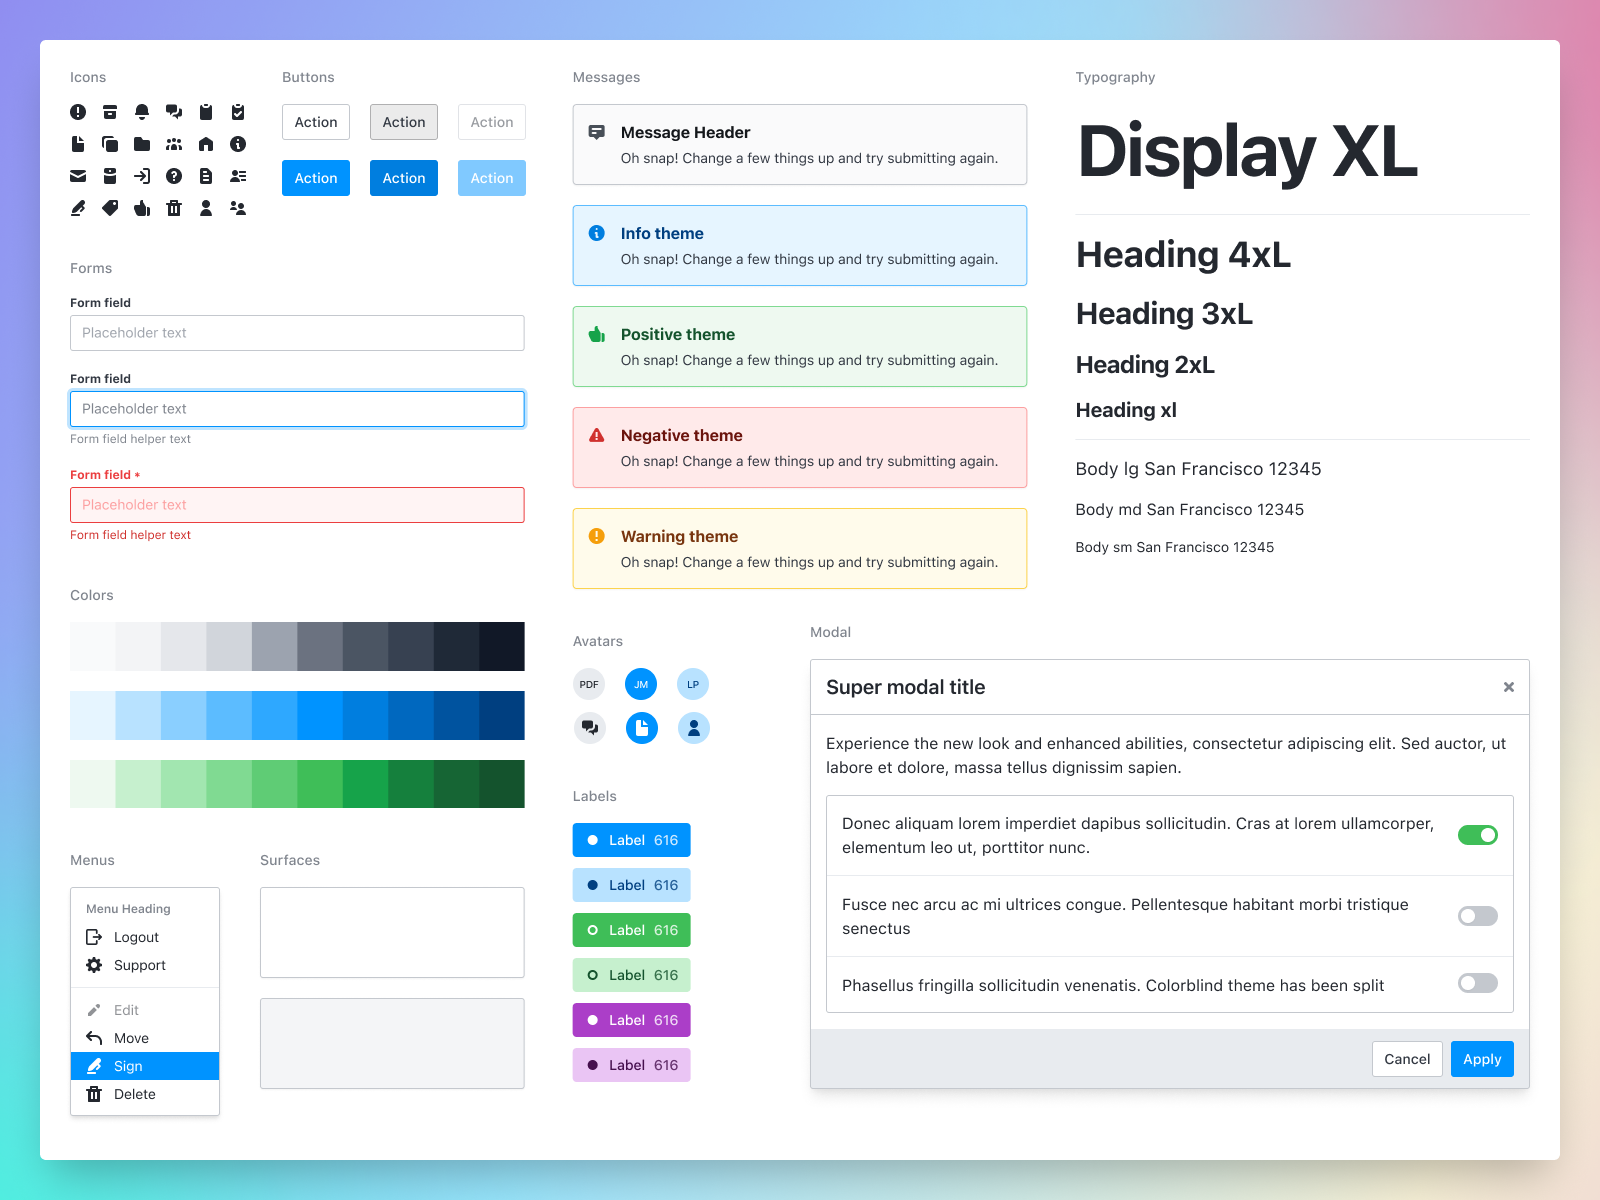 Icons
Buttons
Action
Action
Action
Action
Action
Action
Forms
Form field
Placeholder text
Form field
Placeholder text
Form field helper text
Form field *
Placeholder text
Form field helper text
Colors
Menus
Menu Heading
Logout
Support
Edit
Move
Sign
Delete
Surfaces
Messages
Message Header
Oh snap! Change a few things up and try submitting again.
Info theme
Oh snap! Change a few things up and try submitting again.
Positive theme
Oh snap! Change a few things up and try submitting again.
Negative theme
Oh snap! Change a few things up and try submitting again.
Warning theme
Oh snap! Change a few things up and try submitting again.
Avatars
PDF
JM
LP
Labels
Label 616
Label 616
Label 616
Label 616
Label 616
Label 616
Typography
Display XL
Heading 4xL
Heading 3xL
Heading 2xL
Heading xl
Body lg San Francisco 12345
Body md San Francisco 12345
Body sm San Francisco 12345
Modal
Super modal title
Experience the new look and enhanced abilities, consectetur adipiscing elit. Sed auctor, ut
labore et dolore, massa tellus dignissim sapien.
Donec aliquam lorem imperdiet dapibus sollicitudin. Cras at lorem ullamcorper,
elementum leo ut, porttitor nunc.
Fusce nec arcu ac mi ultrices congue. Pellentesque habitant morbi tristique
senectus
Phasellus fringilla sollicitudin venenatis. Colorblind theme has been split
Cancel
Apply